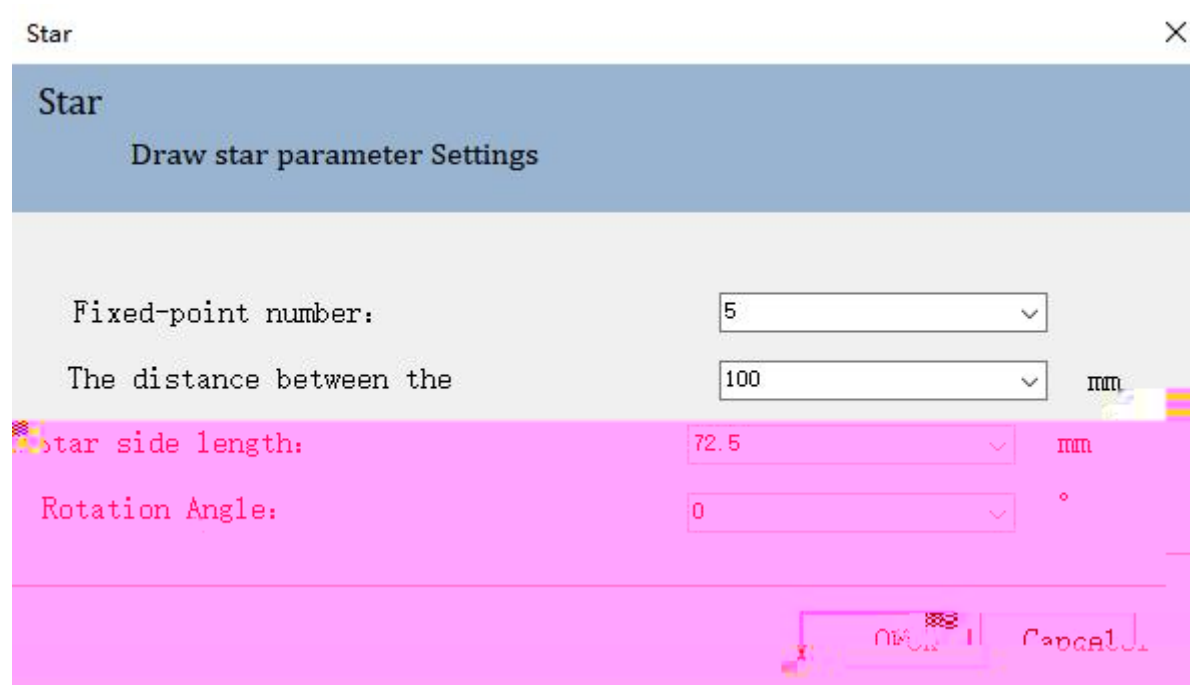 Star
Star
Draw star parameter Settings
Fixed-point number: 5
The distance between the 100 mm
Star side length: 72.5 mm
Rotation Angle: 0 °
Cancel